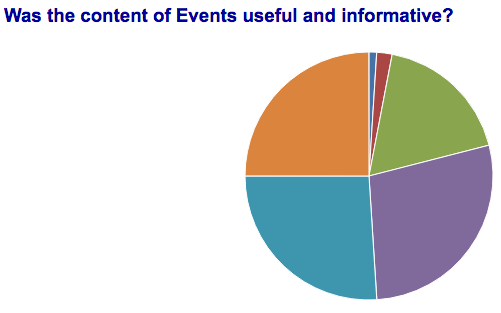 Was the content of Events useful and informative?